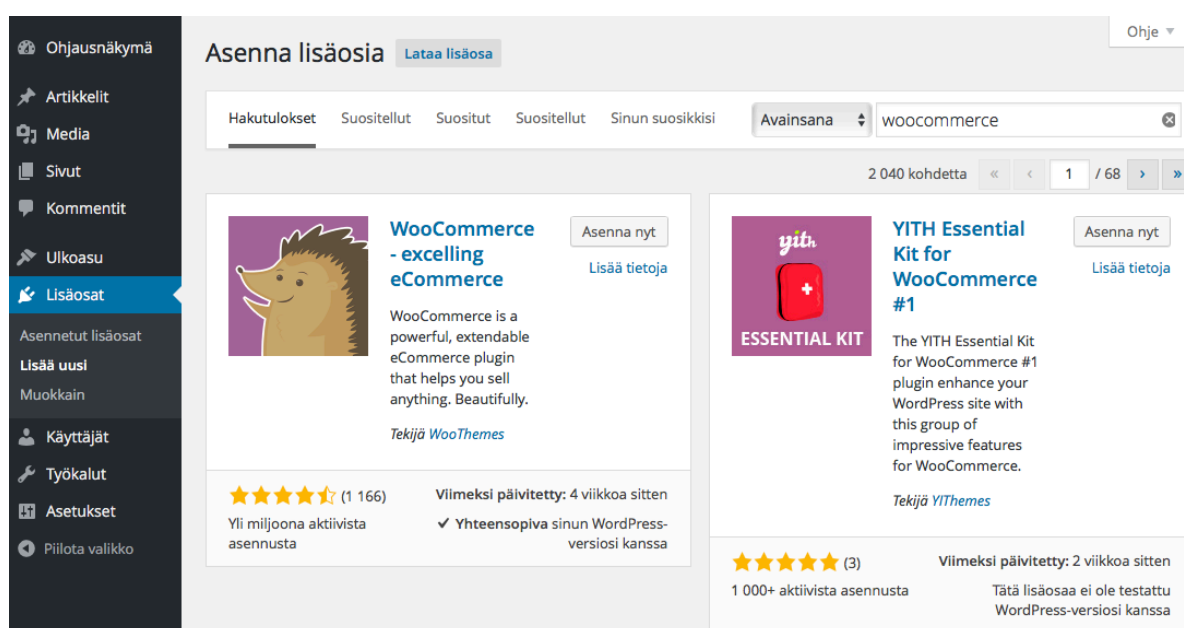 Ohjausnäkymä
Artikkelit
Media
Sivut
Kommentit
Ulkoasu
Lisäosat
Asennetut lisäosat
Lisää uusi
Muokkain
Käyttäjät
Työkalut
Asetukset
Piilota valikko
Ohje
Asenna lisäosia Lataa lisäosa
Hakutulokset Suositellut Suositut Suositellut Sinun suosikkisi Avainsana woocommerce
2 040 kohdetta « ‹ 1 / 68 › »
WooCommerce
- excelling
eCommerce
Asenna nyt
Lisää tietoja
WooCommerce is a
powerful, extendable
eCommerce plugin
that helps you sell
anything. Beautifully.
Tekijä WooThemes
(1 166)
Yli miljoona aktiivista
asennusta
Viimeksi päivitetty: 4 viikkoa sitten
✓ Yhteensopiva sinun WordPress-
versiosi kanssa
yith
ESSENTIAL KIT
YITH Essential
Kit for
WooCommerce
#1
Asenna nyt
Lisää tietoja
The YITH Essential Kit
for WooCommerce #1
plugin enhance your
WordPress site with
this group of
impressive features
for WooCommerce.
Tekijä YIThemes
(3)
1 000+ aktiivista asennusta
Viimeksi päivitetty: 2 viikkoa sitten
Tätä lisäosaa ei ole testattu
WordPress-versiosi kanssa